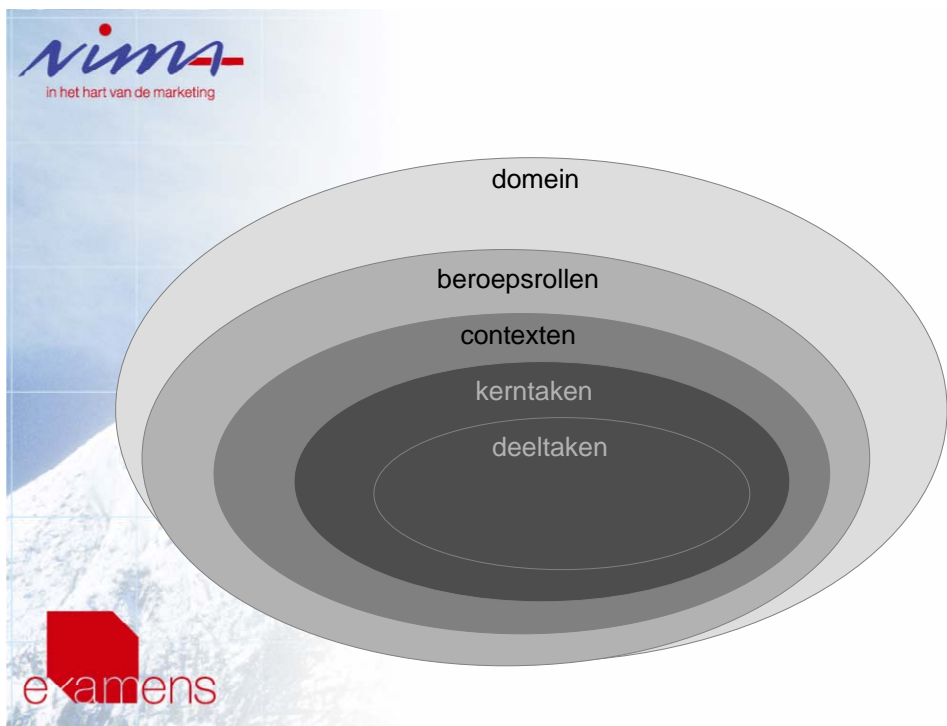 NIMA
in het hart van de marketing
domein
beroepsrollen
contexten
kerntaken
deeltaken
examens